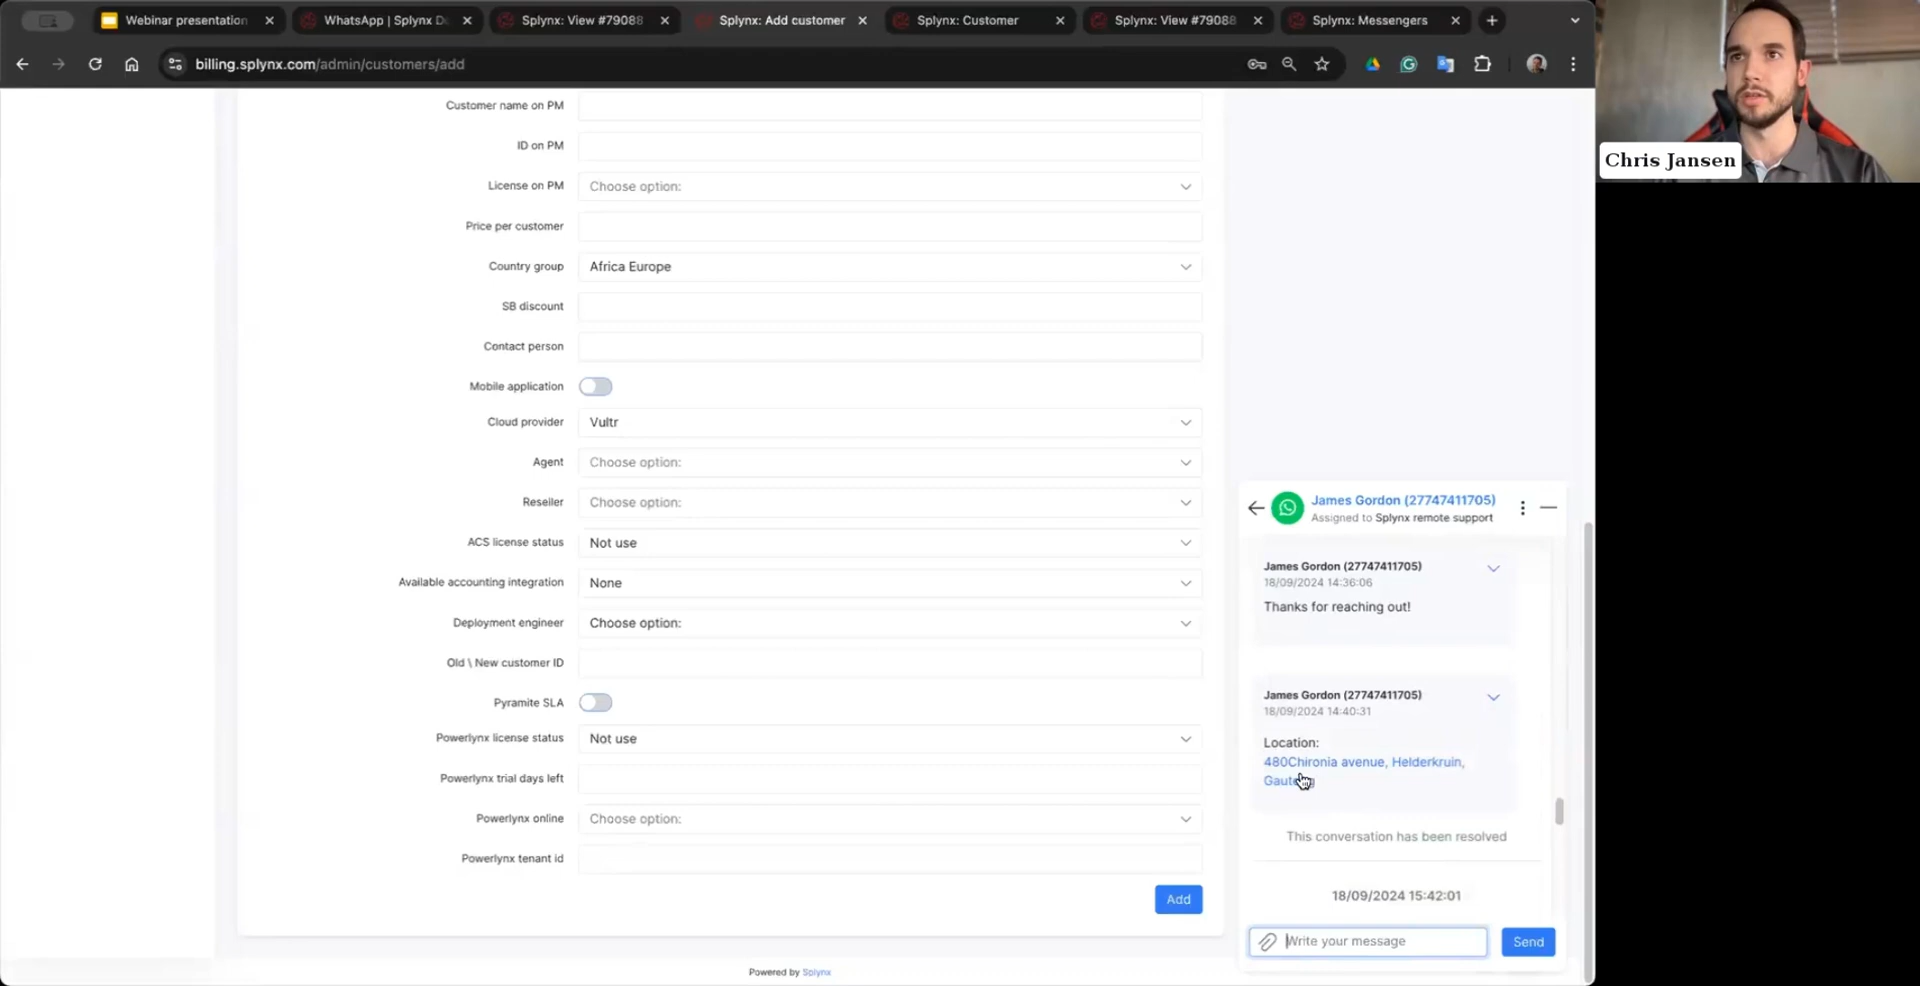 Webinar presentation
WhatsApp | Splynx D
Splynx: View #79088
Splynx: Add customer
Splynx: Customer
Splynx: View #79088
Splynx: Messengers
billing.splynx.com/admin/customers/add
Chris Jansen
Customer name on PM
ID on PM
License on PM Choose option:
Price per customer
Country group Africa Europe
SB discount
Contact person
Mobile application
Cloud provider Vultr
Agent Choose option:
Reseller Choose option:
ACS license status Not use
Available accounting integration None
Deployment engineer Choose option:
Old \ New customer ID
Pyramite SLA
Powerlynx license status Not use
Powerlynx trial days left
Powerlynx online Choose option:
Powerlynx tenant id
Add
Powered by Splynx
James Gordon (27747411705)
Assigned to Splynx remote support
James Gordon (27747411705)
18/09/2024 14:36:06
Thanks for reaching out!
James Gordon (27747411705)
18/09/2024 14:40:31
Location:
480Chironia avenue, Helderkruin,
This conversation has been resolved
18/09/2024 15:42:01
Write your message
Send